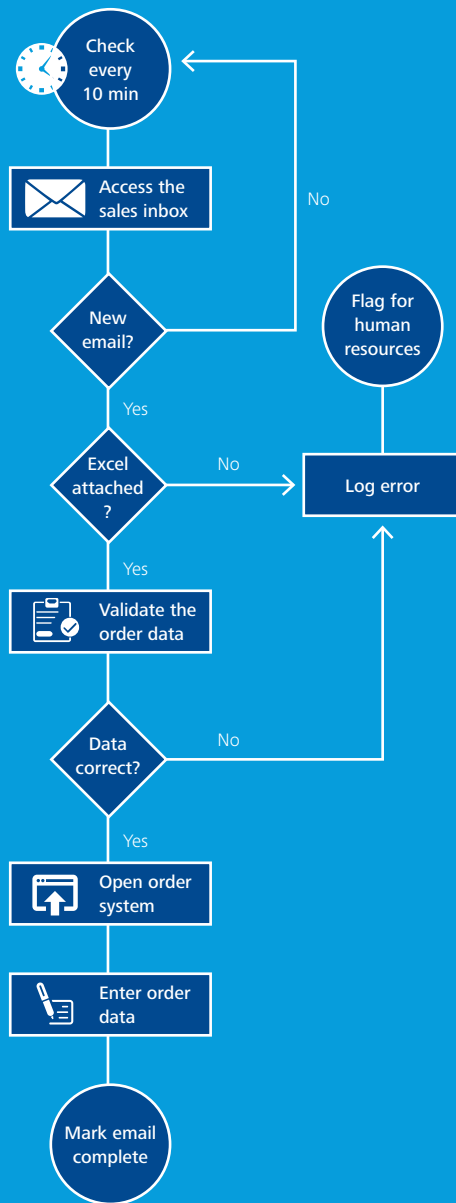 Check
every
10 min
Access the
sales inbox
No
New
email?
Flag for
human
resources
Yes
Excel
attached
?
No
Log error
Yes
Validate the
order data
Data
correct?
No
Yes
Open order
system
Enter order
data
Mark email
complete